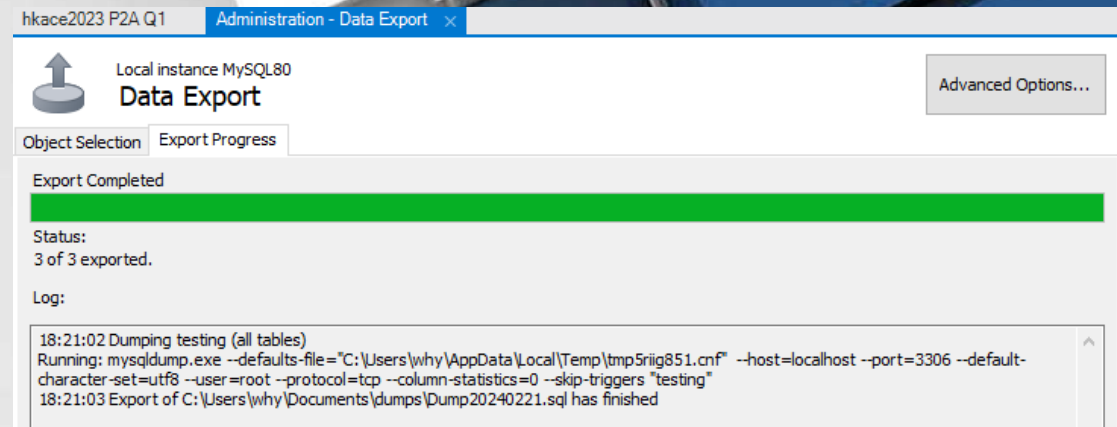 hkace2023 P2A Q1
Administration - Data Export ×
Local instance MySQL80
Data Export
Advanced Options...
Object Selection
Export Progress
Export Completed
Status:
3 of 3 exported.
Log:
18:21:02 Dumping testing (all tables)
Running: mysqldump.exe --defaults-file="C:\Users\why\AppData\Local\Temp\tmp5riig851.cnf"  --host=localhost --port=3306 --default-
character-set=utf8 --user=root --protocol=tcp --column-statistics=0 --skip-triggers "testing"
18:21:03 Export of C:\Users\why\Documents\dumps\Dump20240221.sql has finished